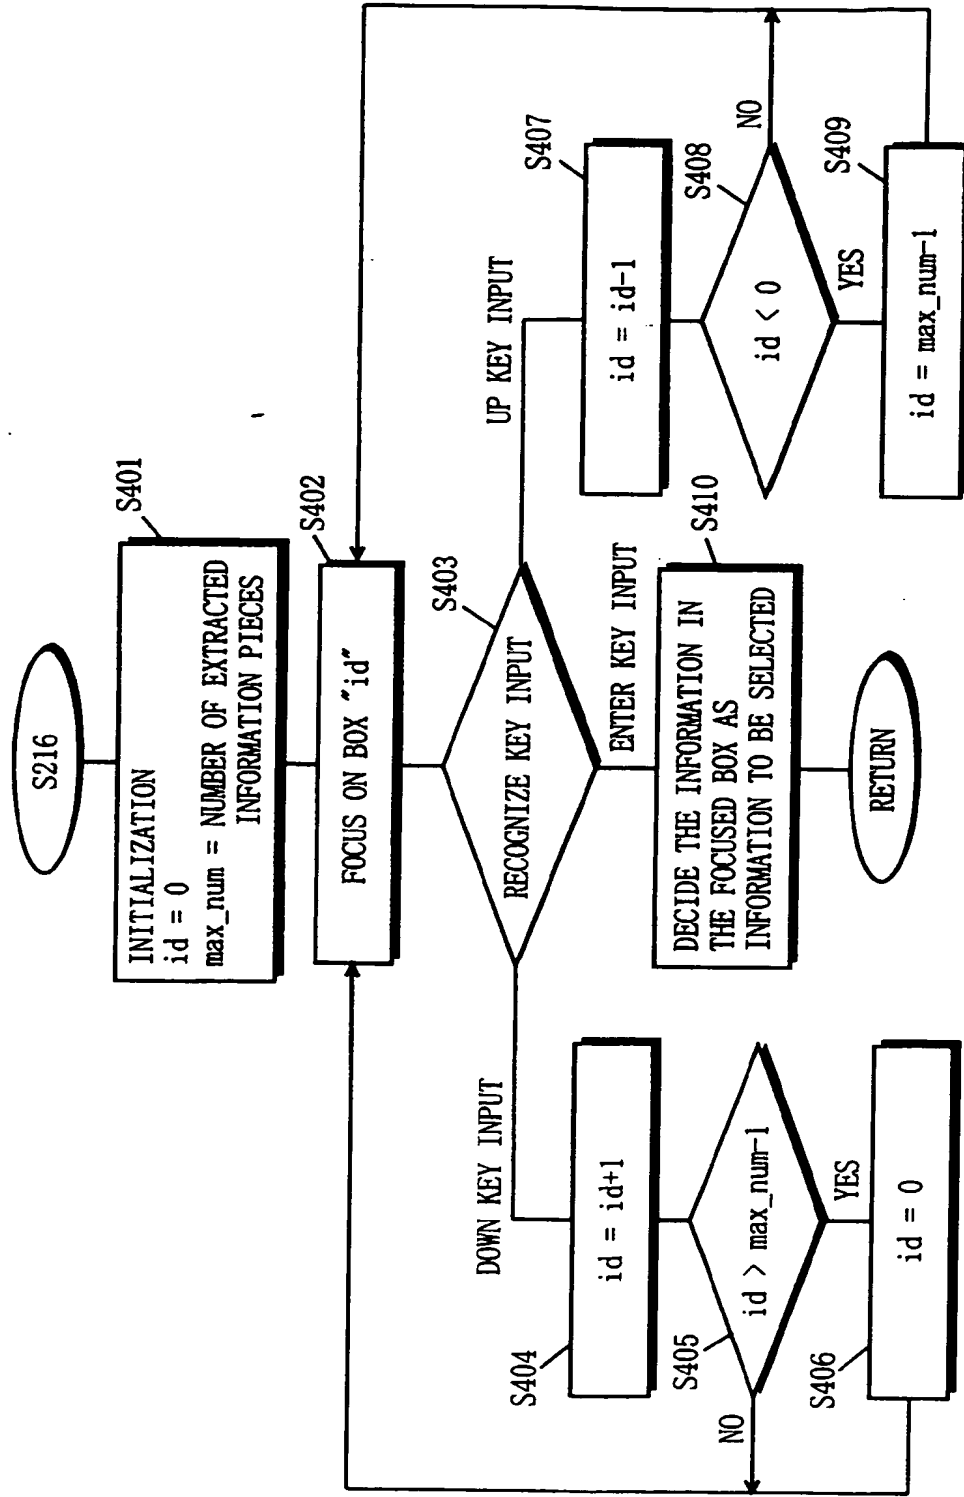 S216
S401
INITIALIZATION
id = 0
max_num = NUMBER OF EXTRACTED
INFORMATION PIECES
S402
FOCUS ON BOX "id"
S403
RECOGNIZE KEY INPUT
DOWN KEY INPUT
UP KEY INPUT
ENTER KEY INPUT
S404
id = id+1
S405
id > max_num-1
NO
YES
S406
id = 0
S407
id = id-1
S408
id < 0
NO
YES
S409
id = max_num-1
S410
DECIDE THE INFORMATION IN
THE FOCUSED BOX AS
INFORMATION TO BE SELECTED
RETURN